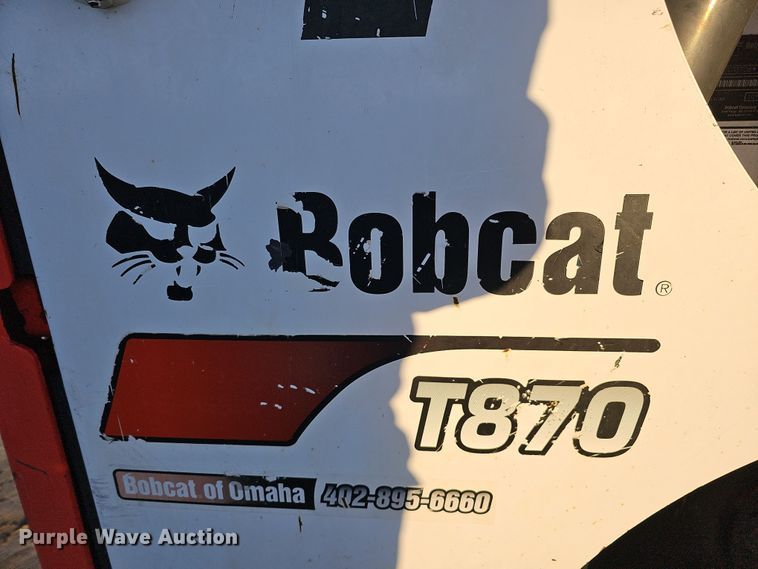 Bobcat®
T870
Bobcat of Omaha 402-895-6660
Purple Wave Auction